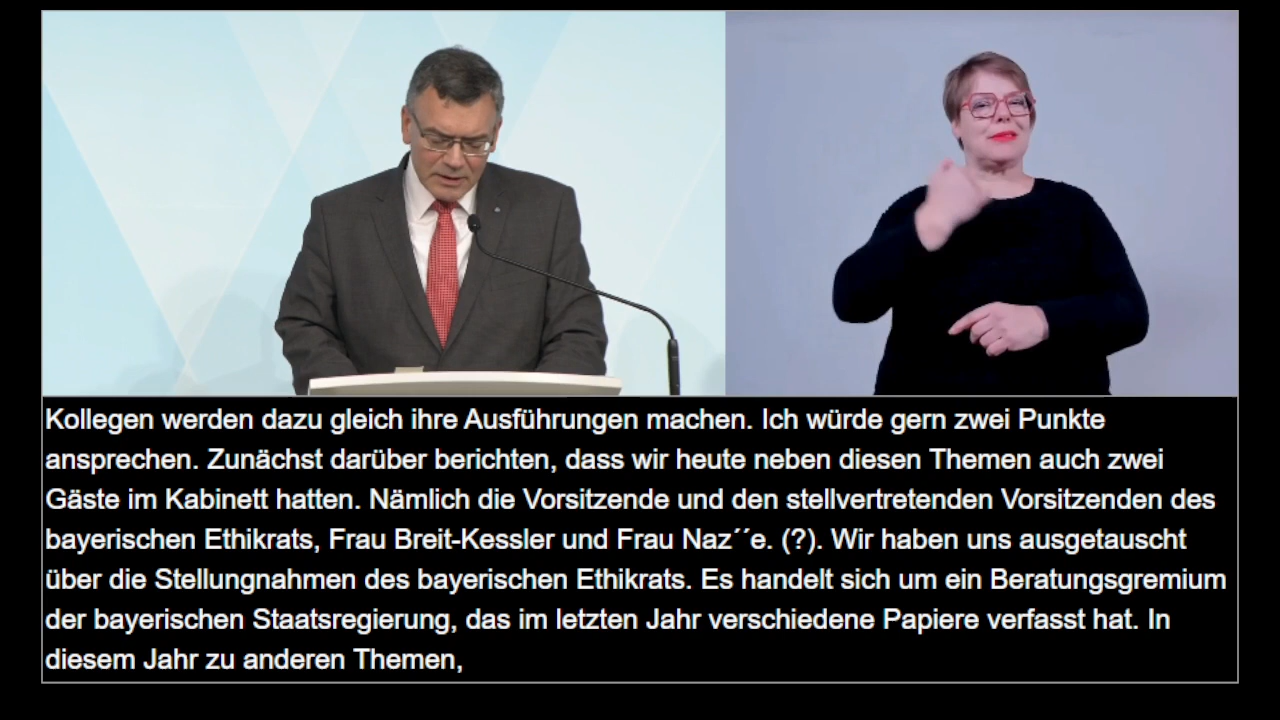 Kollegen werden dazu gleich ihre Ausführungen machen. Ich würde gern zwei Punkte
ansprechen. Zunächst darüber berichten, dass wir heute neben diesen Themen auch zwei
Gäste im Kabinett hatten. Nämlich die Vorsitzende und den stellvertretenden Vorsitzenden des
bayerischen Ethikrats, Frau Breit-Kessler und Frau Naz´´e. (?). Wir haben uns ausgetauscht
über die Stellungnahmen des bayerischen Ethikrats. Es handelt sich um ein Beratungsgremium
der bayerischen Staatsregierung, das im letzten Jahr verschiedene Papiere verfasst hat. In
diesem Jahr zu anderen Themen,